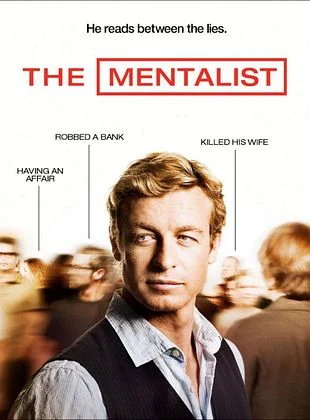 He reads between the lies.
THE MENTALIST
ROBBED A BANK
KILLED HIS WIFE
HAVING AN
AFFAIR